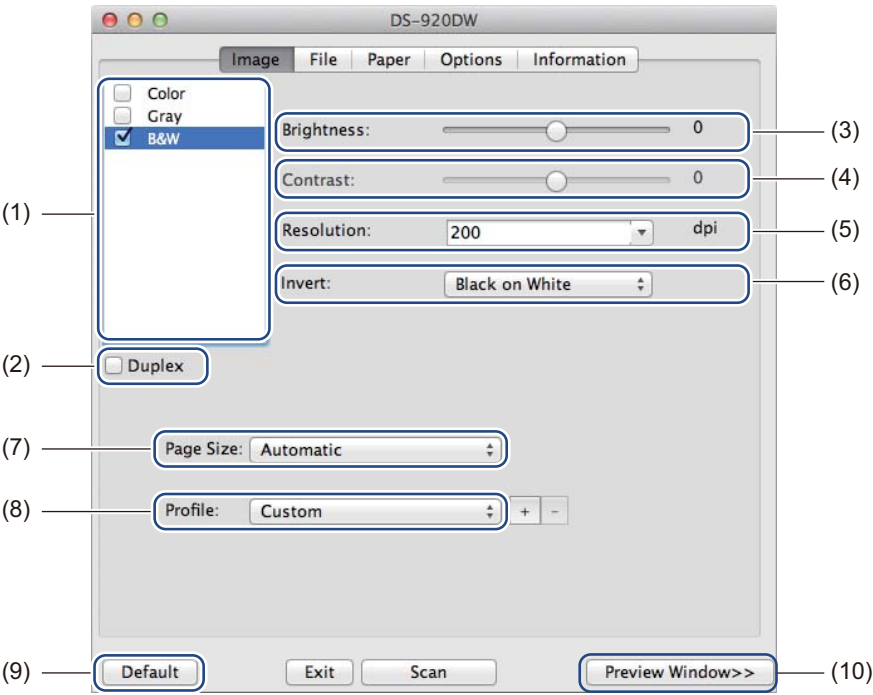 DS-920DW
Image File Paper Options Information
Color
Gray
B&W
Brightness: 0 (3)
Contrast: 0 (4)
(1)
Resolution: 200 dpi (5)
Invert: Black on White (6)
(2) Duplex
(7) Page Size: Automatic
(8) Profile: Custom + -
(9) Default Exit Scan Preview Window>> (10)